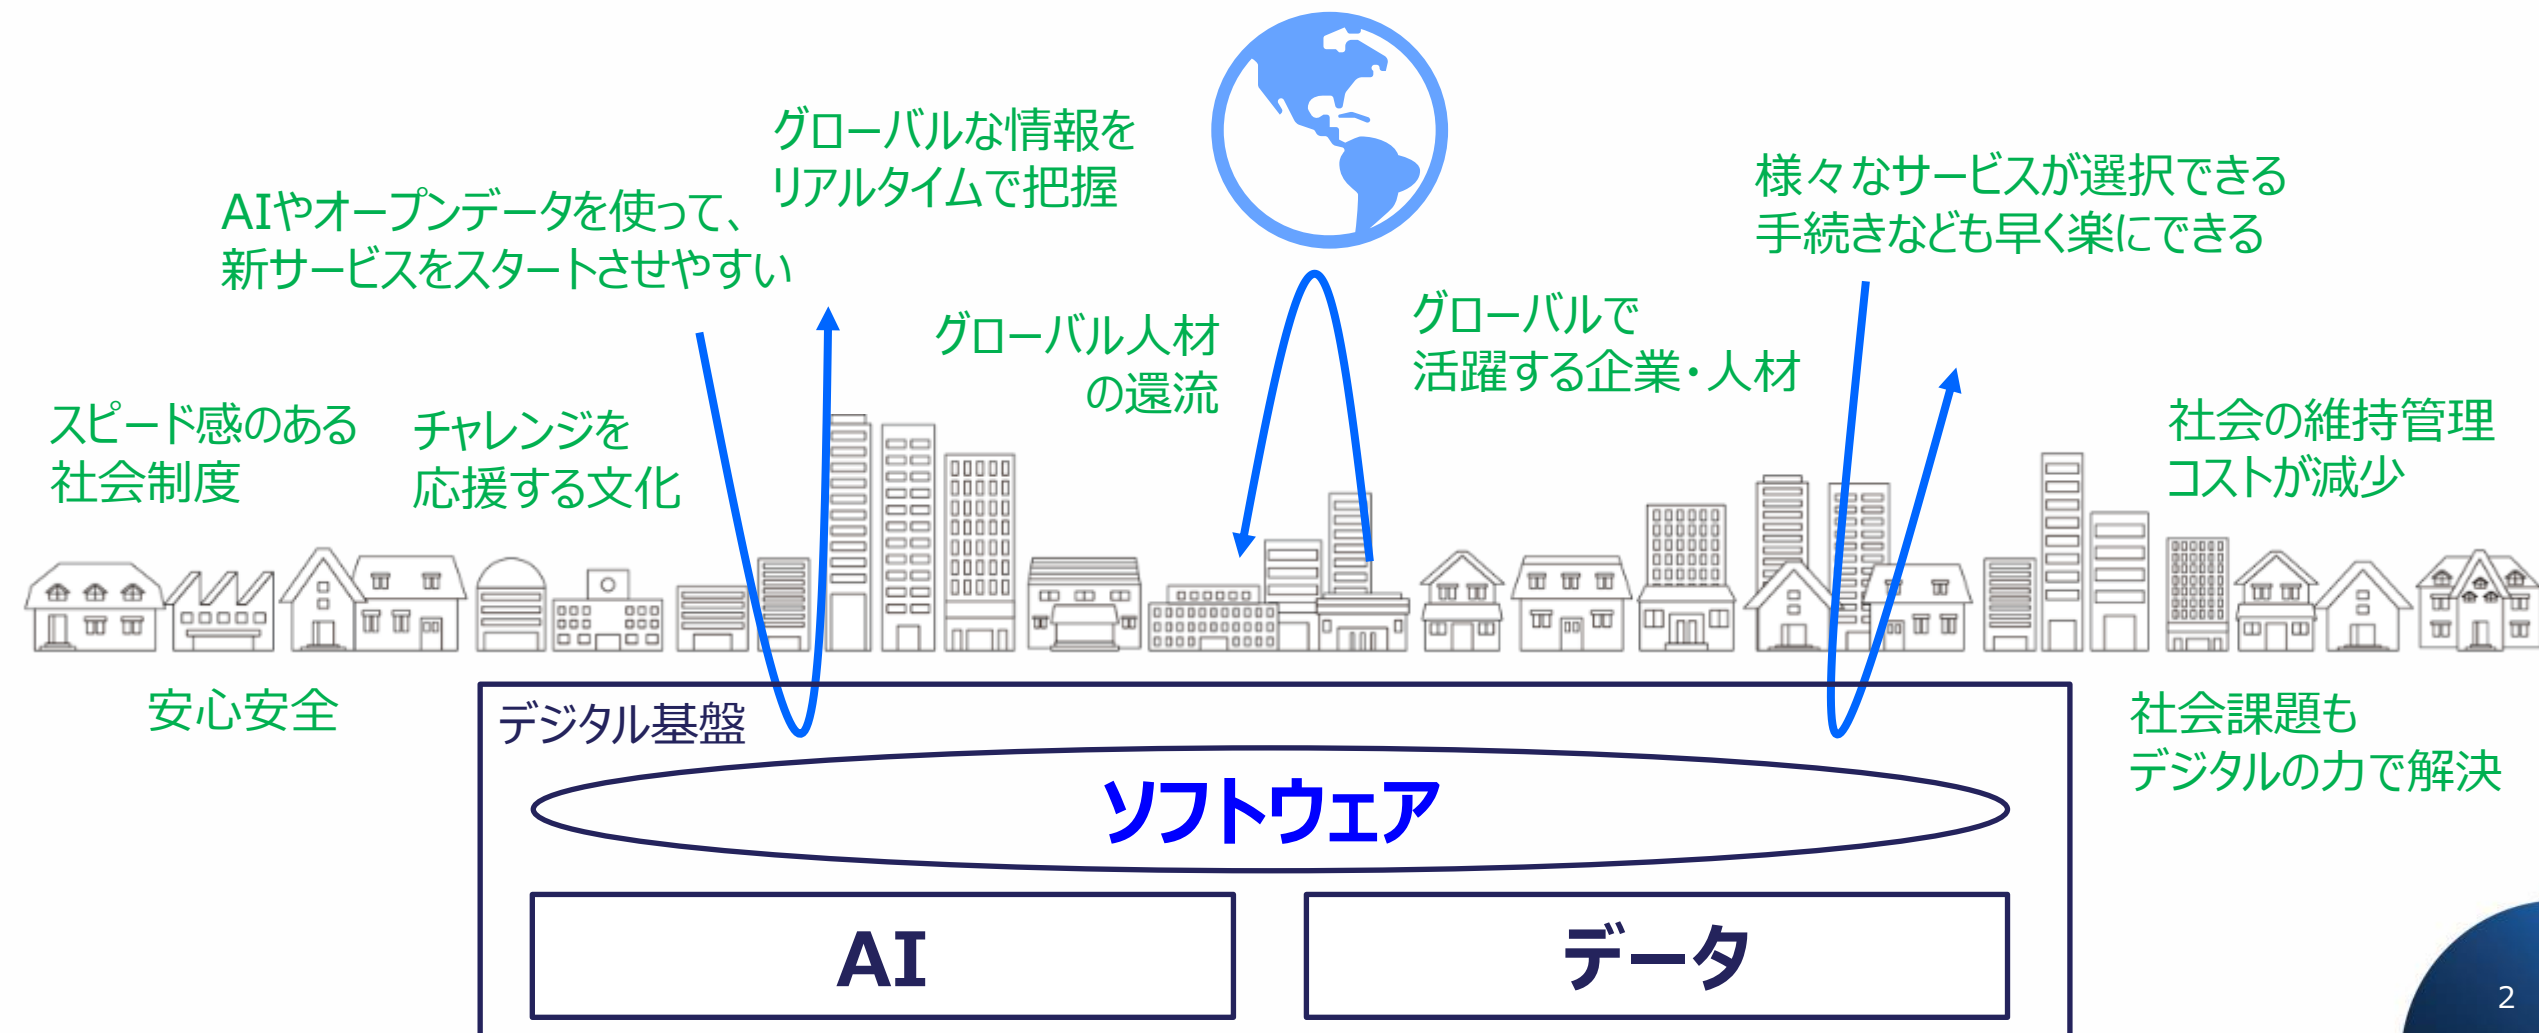 グローバルな情報を
リアルタイムで把握
様々なサービスが選択できる
手続きなども早く楽にできる
AIやオープンデータを使って、
新サービスをスタートさせやすい
グローバル人材
の還流
グローバルで
活躍する企業・人材
スピード感のある
社会制度
チャレンジを
応援する文化
社会の維持管理
コストが減少
安心安全
デジタル基盤
社会課題も
デジタルの力で解決
ソフトウェア
AI
データ
2